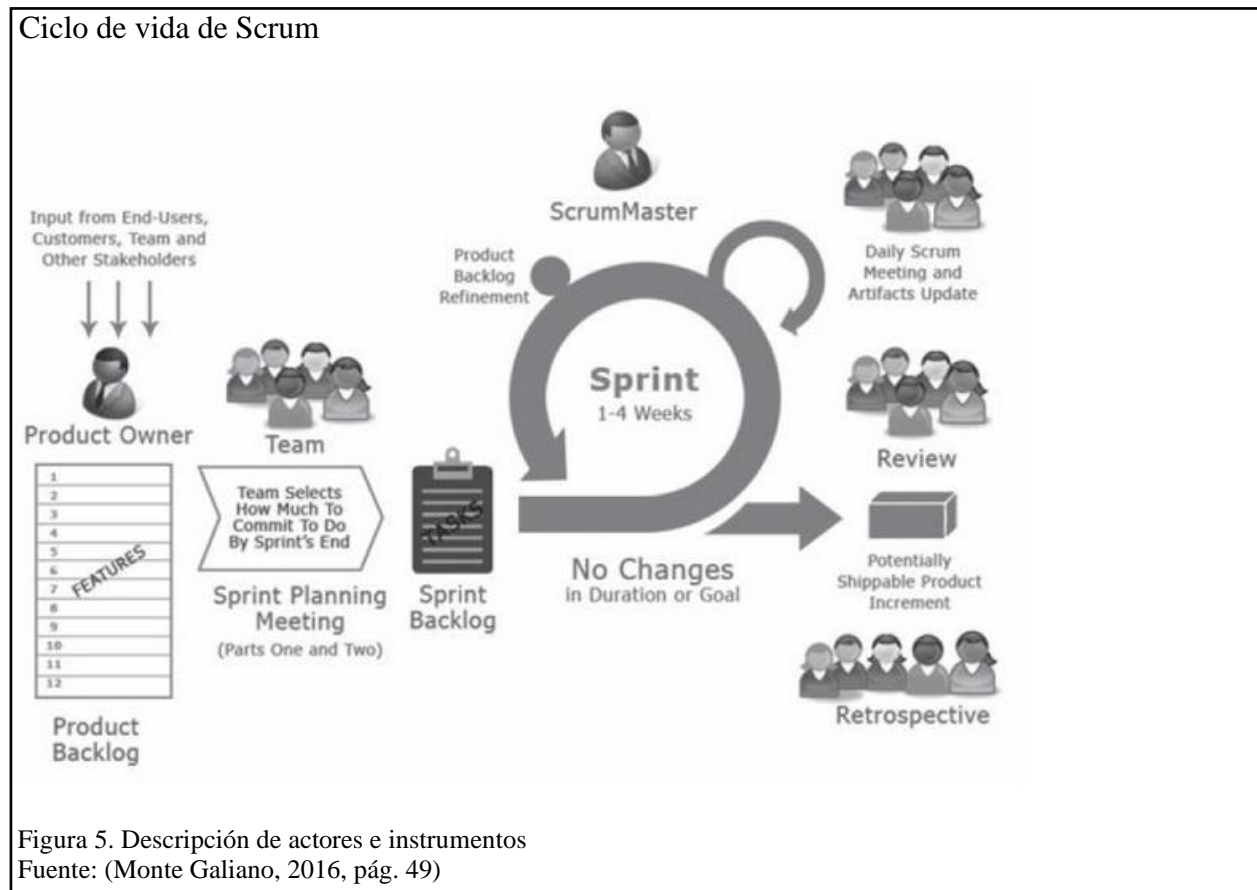 Ciclo de vida de Scrum
Input from End-Users,
Customers, Team and
Other Stakeholders
Product Owner
1
2
3
4
5
6
7
8
9
10
11
12
FEATURES
Product
Backlog
Team
Team Selects
How Much To
Commit To Do
By Sprint's End
Sprint Planning
Meeting
(Parts One and Two)
TASKS
Sprint
Backlog
ScrumMaster
Product
Backlog
Refinement
Sprint
1-4 Weeks
No Changes
in Duration or Goal
Daily Scrum
Meeting and
Artifacts Update
Review
Potentially
Shippable Product
Increment
Retrospective
Figura 5. Descripción de actores e instrumentos
Fuente: (Monte Galiano, 2016, pág. 49)